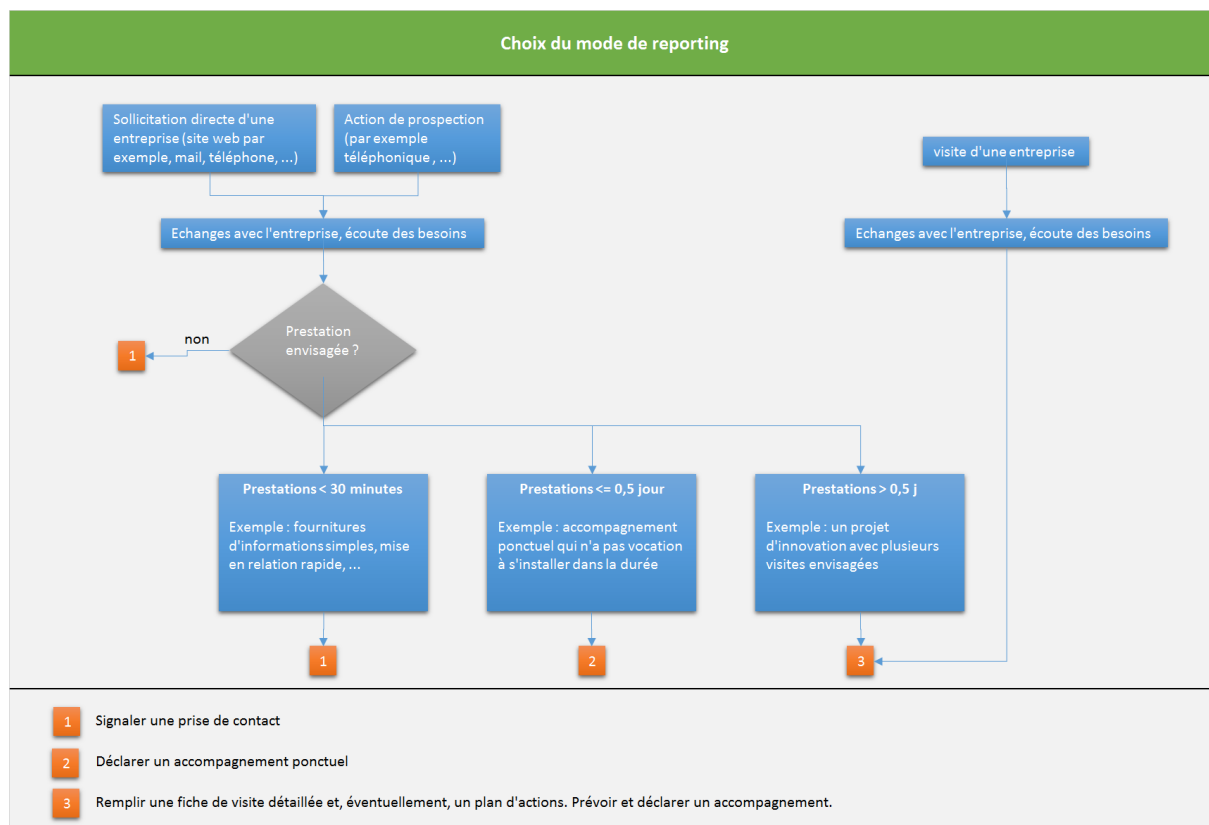 Choix du mode de reporting
Sollicitation directe d'une
entreprise (site web par
exemple, mail, téléphone, ...)
Action de prospection
(par exemple
téléphonique , ...)
visite d'une entreprise
Echanges avec l'entreprise, écoute des besoins
Echanges avec l'entreprise, écoute des besoins
Prestation
envisagée ?
non
1
Prestations < 30 minutes
Exemple : fournitures
d'informations simples, mise
en relation rapide, ...
Prestations <= 0,5 jour
Exemple : accompagnement
ponctuel qui n'a pas vocation
à s'installer dans la durée
Prestations > 0,5 j
Exemple : un projet
d'innovation avec plusieurs
visites envisagées
1
2
3
1 Signaler une prise de contact
2 Déclarer un accompagnement ponctuel
3 Remplir une fiche de visite détaillée et, éventuellement, un plan d'actions. Prévoir et déclarer un accompagnement.